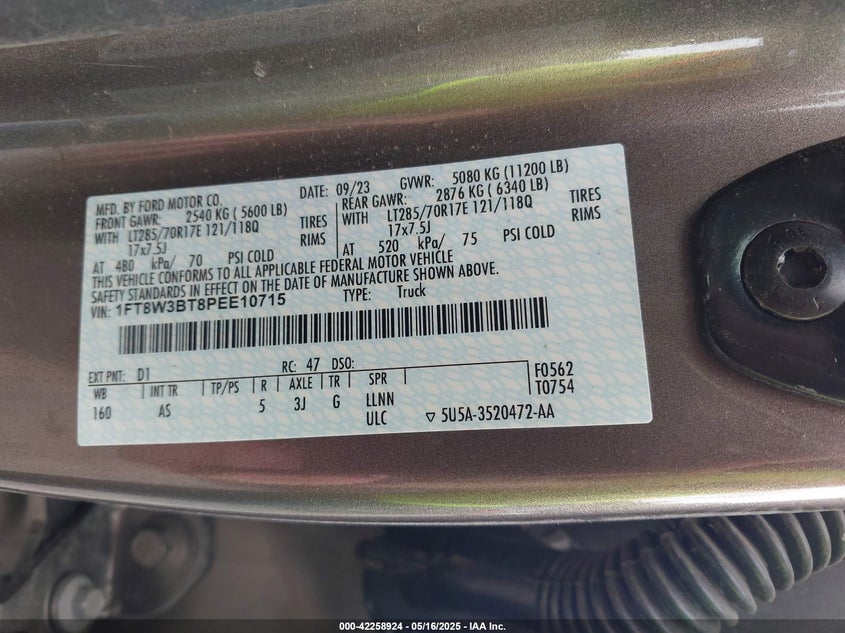 MFD. BY FORD MOTOR CO.
DATE: 09/23 GVWR: 5080 KG (11200 LB)
FRONT GAWR: 2540 KG ( 5600 LB) REAR GAWR: 2876 KG ( 6340 LB)
WITH LT285/70R17E 121/118Q TIRES WITH LT285/70R17E 121/118Q TIRES
17x7.5J RIMS 17x7.5J RIMS
AT 480 kPa/ 70 PSI COLD AT 520 kPa/ 75 PSI COLD
THIS VEHICLE CONFORMS TO ALL APPLICABLE FEDERAL MOTOR VEHICLE
SAFETY STANDARDS IN EFFECT ON THE DATE OF MANUFACTURE SHOWN ABOVE.
VIN: 1FT8W3BT8PEE10715 TYPE: Truck
EXT PNT: D1 RC: 47 DSO: F0562
WB INT TR TP/PS R AXLE TR SPR T0754
160 AS 5 3J G LLNN
ULC ▽ 5U5A-3520472-AA
000-42258924 - 05/16/2025 - IAA Inc.